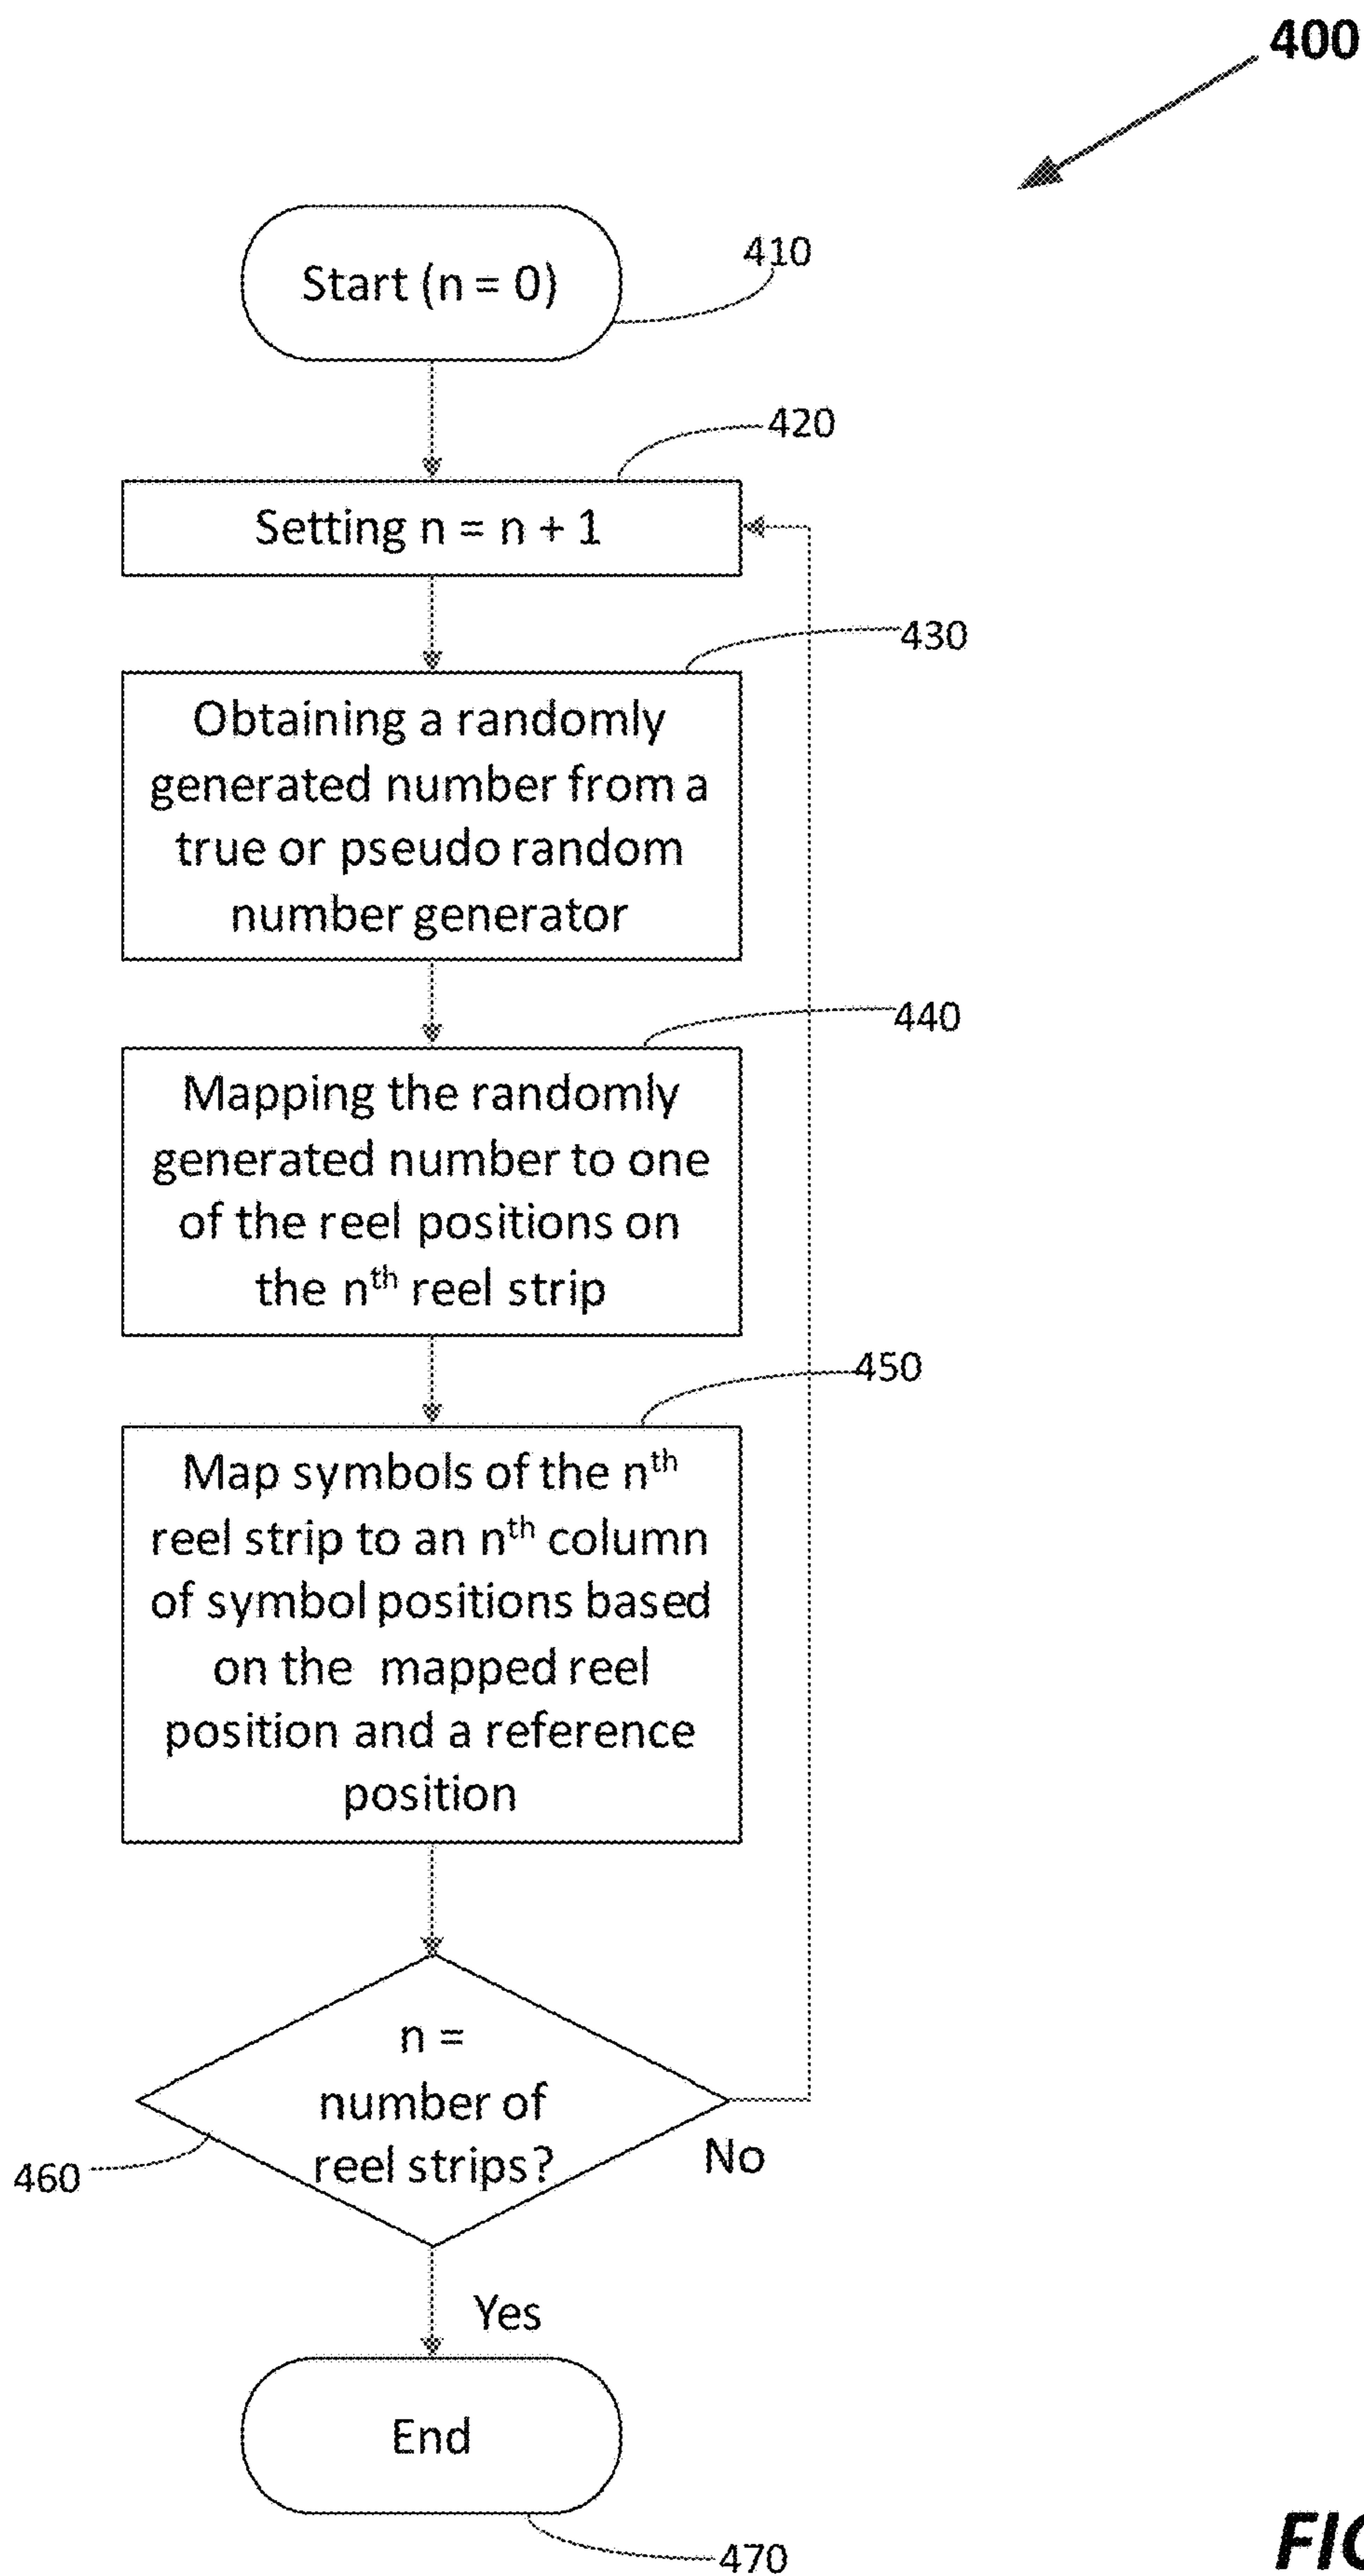 400
Start (n = 0)
410
420
Setting n = n + 1
430
Obtaining a randomly
generated number from a
true or pseudo random
number generator
440
Mapping the randomly
generated number to one
of the reel positions on
the nth reel strip
450
Map symbols of the nth
reel strip to an nth column
of symbol positions based
on the mapped reel
position and a reference
position
n =
number of
reel strips?
No
460
Yes
End
470